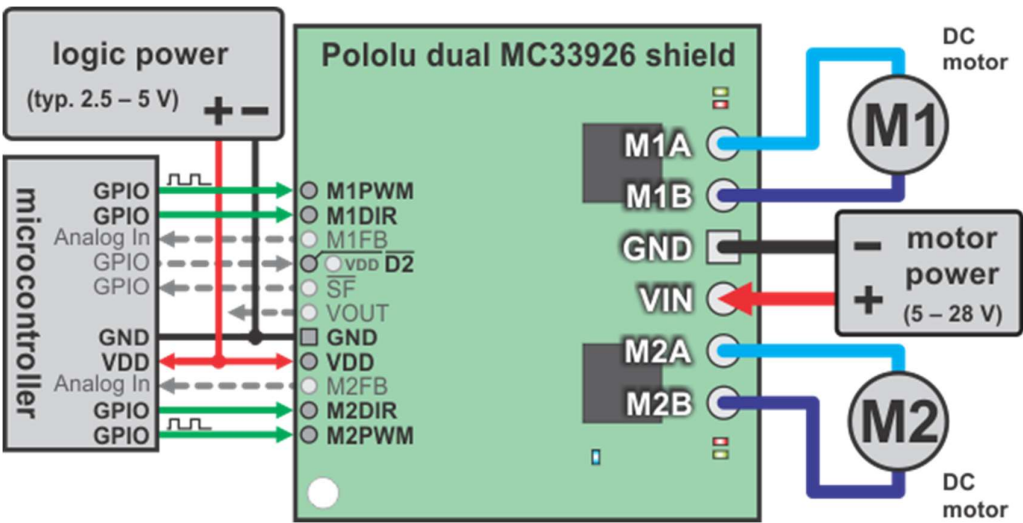 logic power
(typ. 2.5 – 5 V)
+ −
Pololu dual MC33926 shield
microcontroller
GPIO
GPIO
Analog In
GPIO
GPIO
GND
VDD
Analog In
GPIO
GPIO
M1PWM
M1DIR
M1FB
VDD D2
SF
VOUT
GND
VDD
M2FB
M2DIR
M2PWM
M1A
M1B
GND
VIN
M2A
M2B
DC
motor
M1
− motor
power
+ (5 – 28 V)
M2
DC
motor